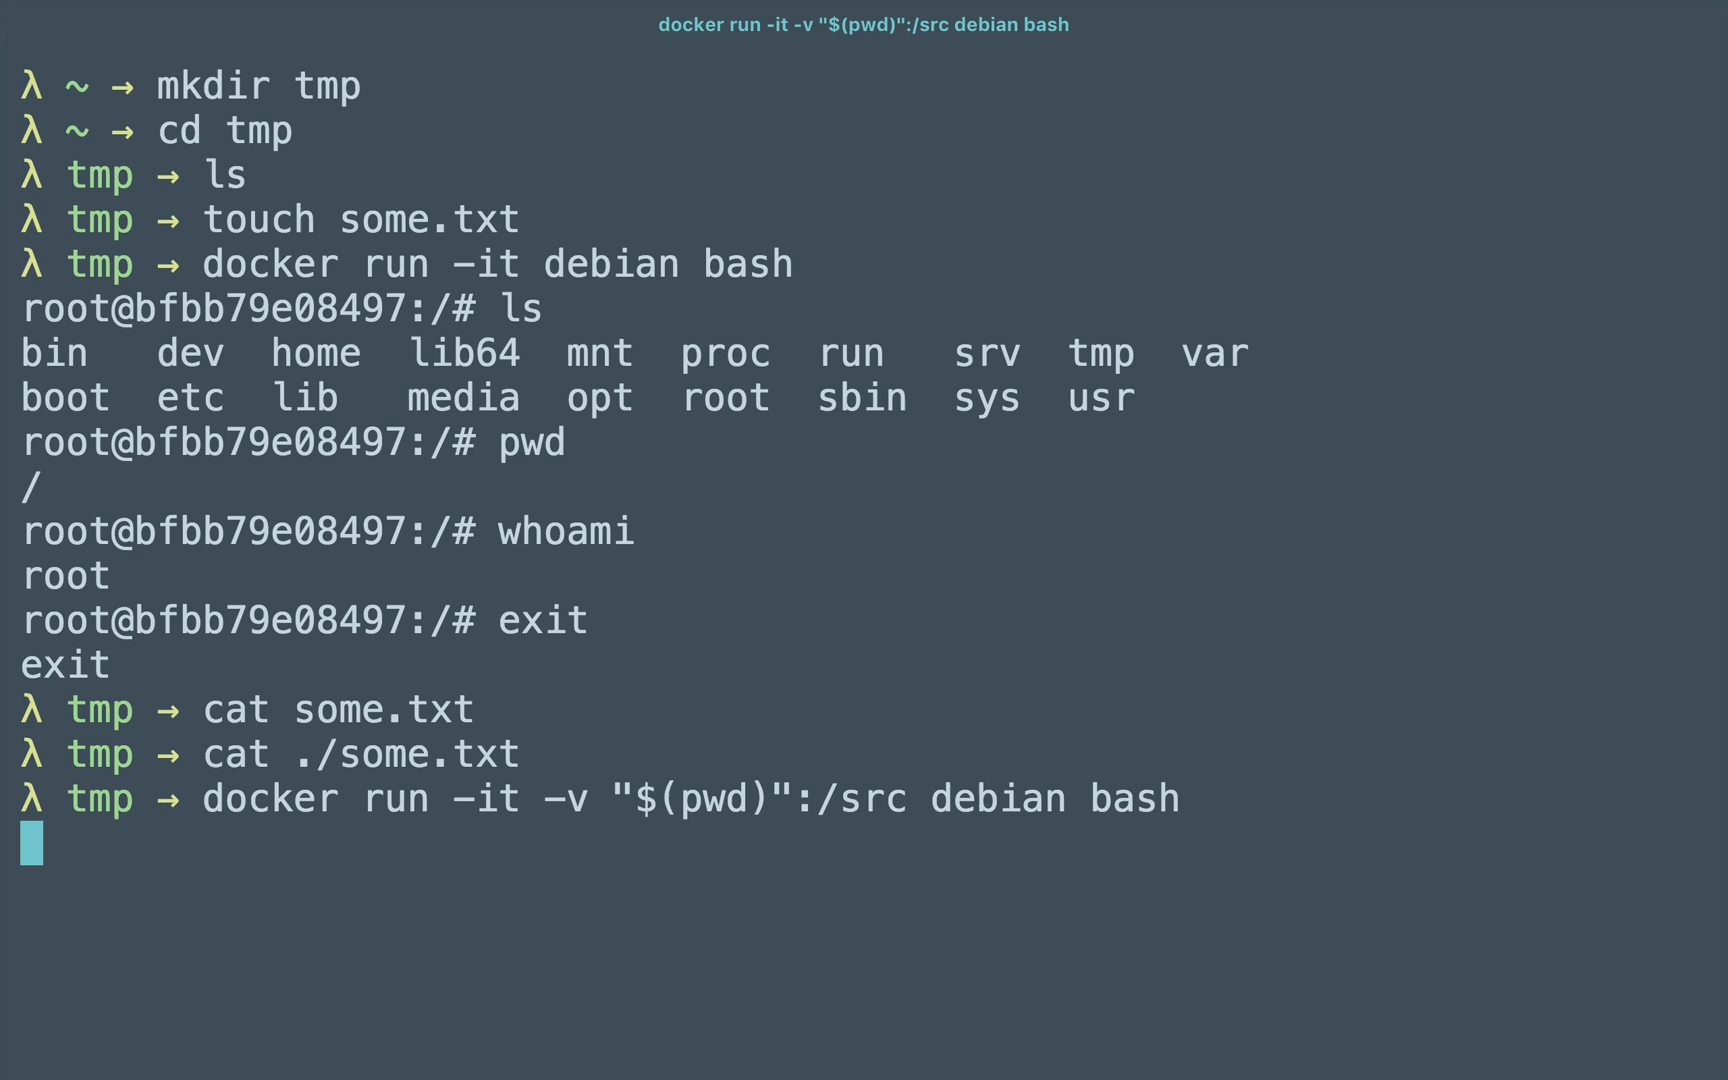 docker run -it -v "$(pwd)":/src debian bash
λ ~ → mkdir tmp
λ ~ → cd tmp
λ tmp → ls
λ tmp → touch some.txt
λ tmp → docker run -it debian bash
root@bfbb79e08497:/# ls
bin   dev  home  lib64  mnt  proc  run   srv  tmp  var
boot  etc  lib   media  opt  root  sbin  sys  usr
root@bfbb79e08497:/# pwd
/
root@bfbb79e08497:/# whoami
root
root@bfbb79e08497:/# exit
exit
λ tmp → cat some.txt
λ tmp → cat ./some.txt
λ tmp → docker run -it -v "$(pwd)":/src debian bash